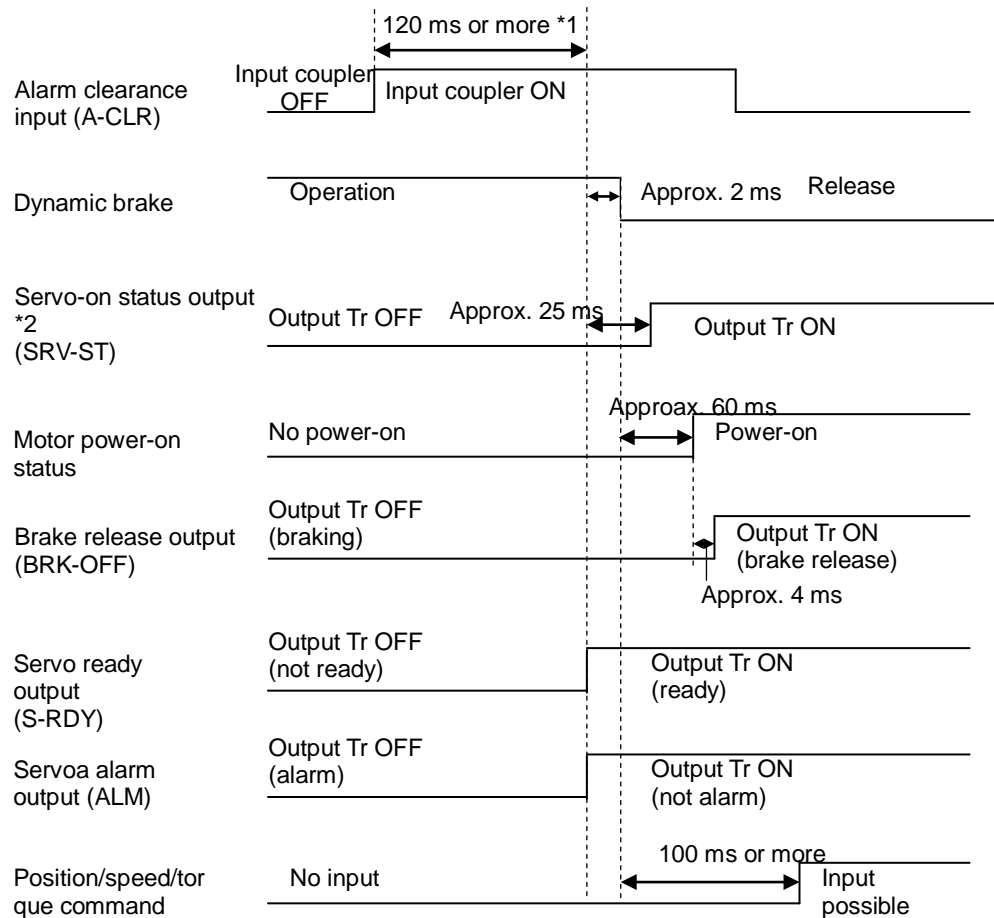 120 ms or more *1
Alarm clearance
input (A-CLR)
Input coupler
OFF
Input coupler ON
Dynamic brake
Operation
Approx. 2 ms
Release
Servo-on status output
*2
(SRV-ST)
Output Tr OFF
Approx. 25 ms
Output Tr ON
Approax. 60 ms
Motor power-on
status
No power-on
Power-on
Brake release output
(BRK-OFF)
Output Tr OFF
(braking)
Output Tr ON
(brake release)
Approx. 4 ms
Servo ready
output
(S-RDY)
Output Tr OFF
(not ready)
Output Tr ON
(ready)
Servoa alarm
output (ALM)
Output Tr OFF
(alarm)
Output Tr ON
(not alarm)
100 ms or more
Position/speed/tor
que command
No input
Input
possible